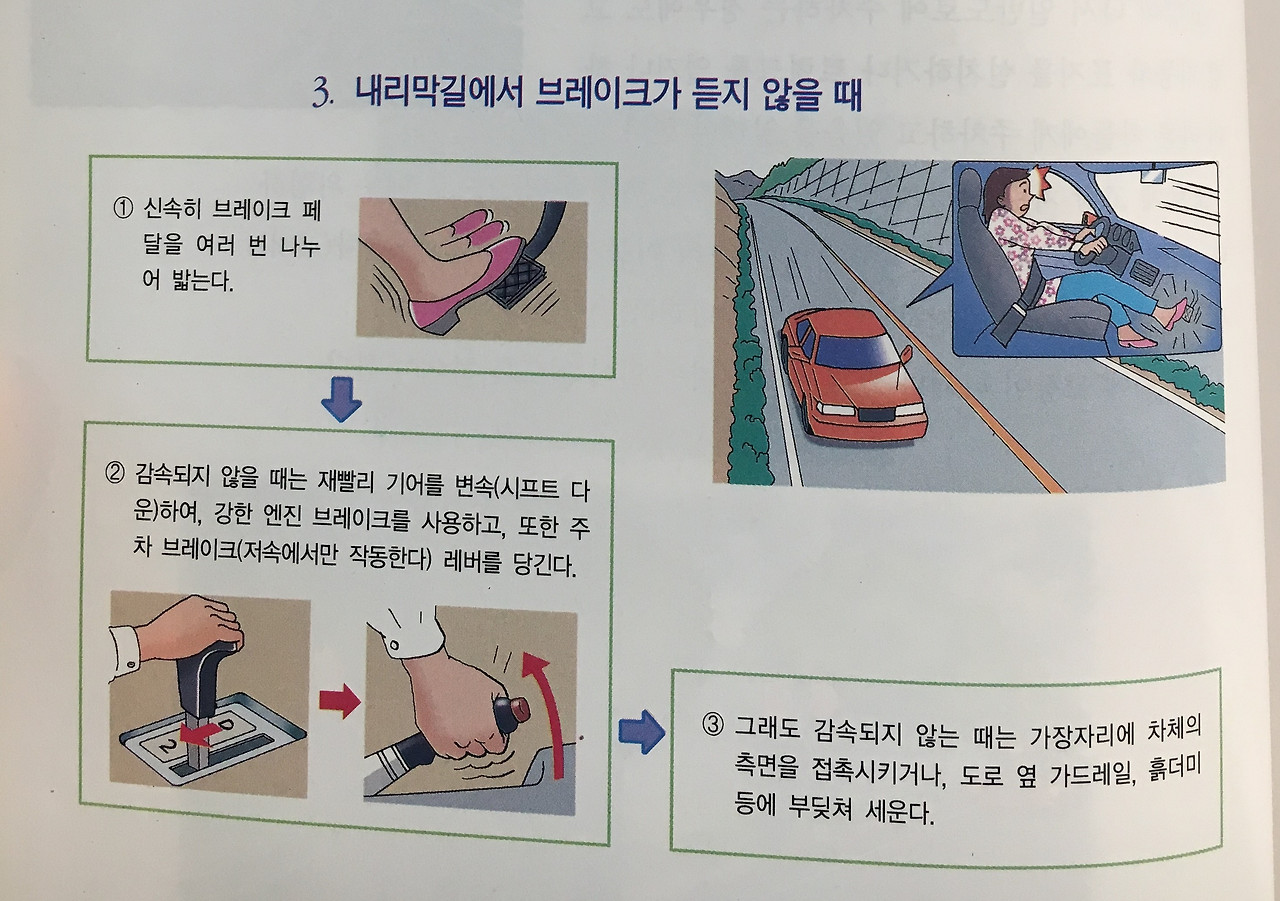 3. 내리막길에서 브레이크가 듣지 않을 때
① 신속히 브레이크 페
달을 여러 번 나누
어 밟는다.
② 감속되지 않을 때는 재빨리 기어를 변속(시프트 다
운)하여, 강한 엔진 브레이크를 사용하고, 또한 주
차 브레이크(저속에서만 작동한다) 레버를 당긴다.
2 D
③ 그래도 감속되지 않는 때는 가장자리에 차체의
측면을 접촉시키거나, 도로 옆 가드레일, 흙더미
등에 부딪쳐 세운다.